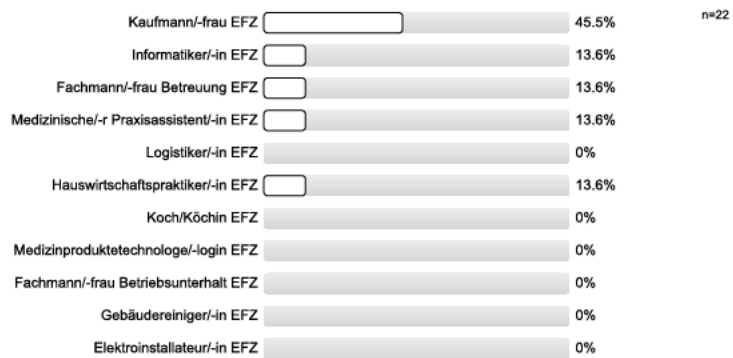 Kaufmann/-frau EFZ 45.5% n=22
Informatiker/-in EFZ 13.6%
Fachmann/-frau Betreuung EFZ 13.6%
Medizinische/-r Praxisassistent/-in EFZ 13.6%
Logistiker/-in EFZ 0%
Hauswirtschaftspraktiker/-in EFZ 13.6%
Koch/Köchin EFZ 0%
Medizinproduktetechnologe/-login EFZ 0%
Fachmann/-frau Betriebsunterhalt EFZ 0%
Gebäudereiniger/-in EFZ 0%
Elektroinstallateur/-in EFZ 0%